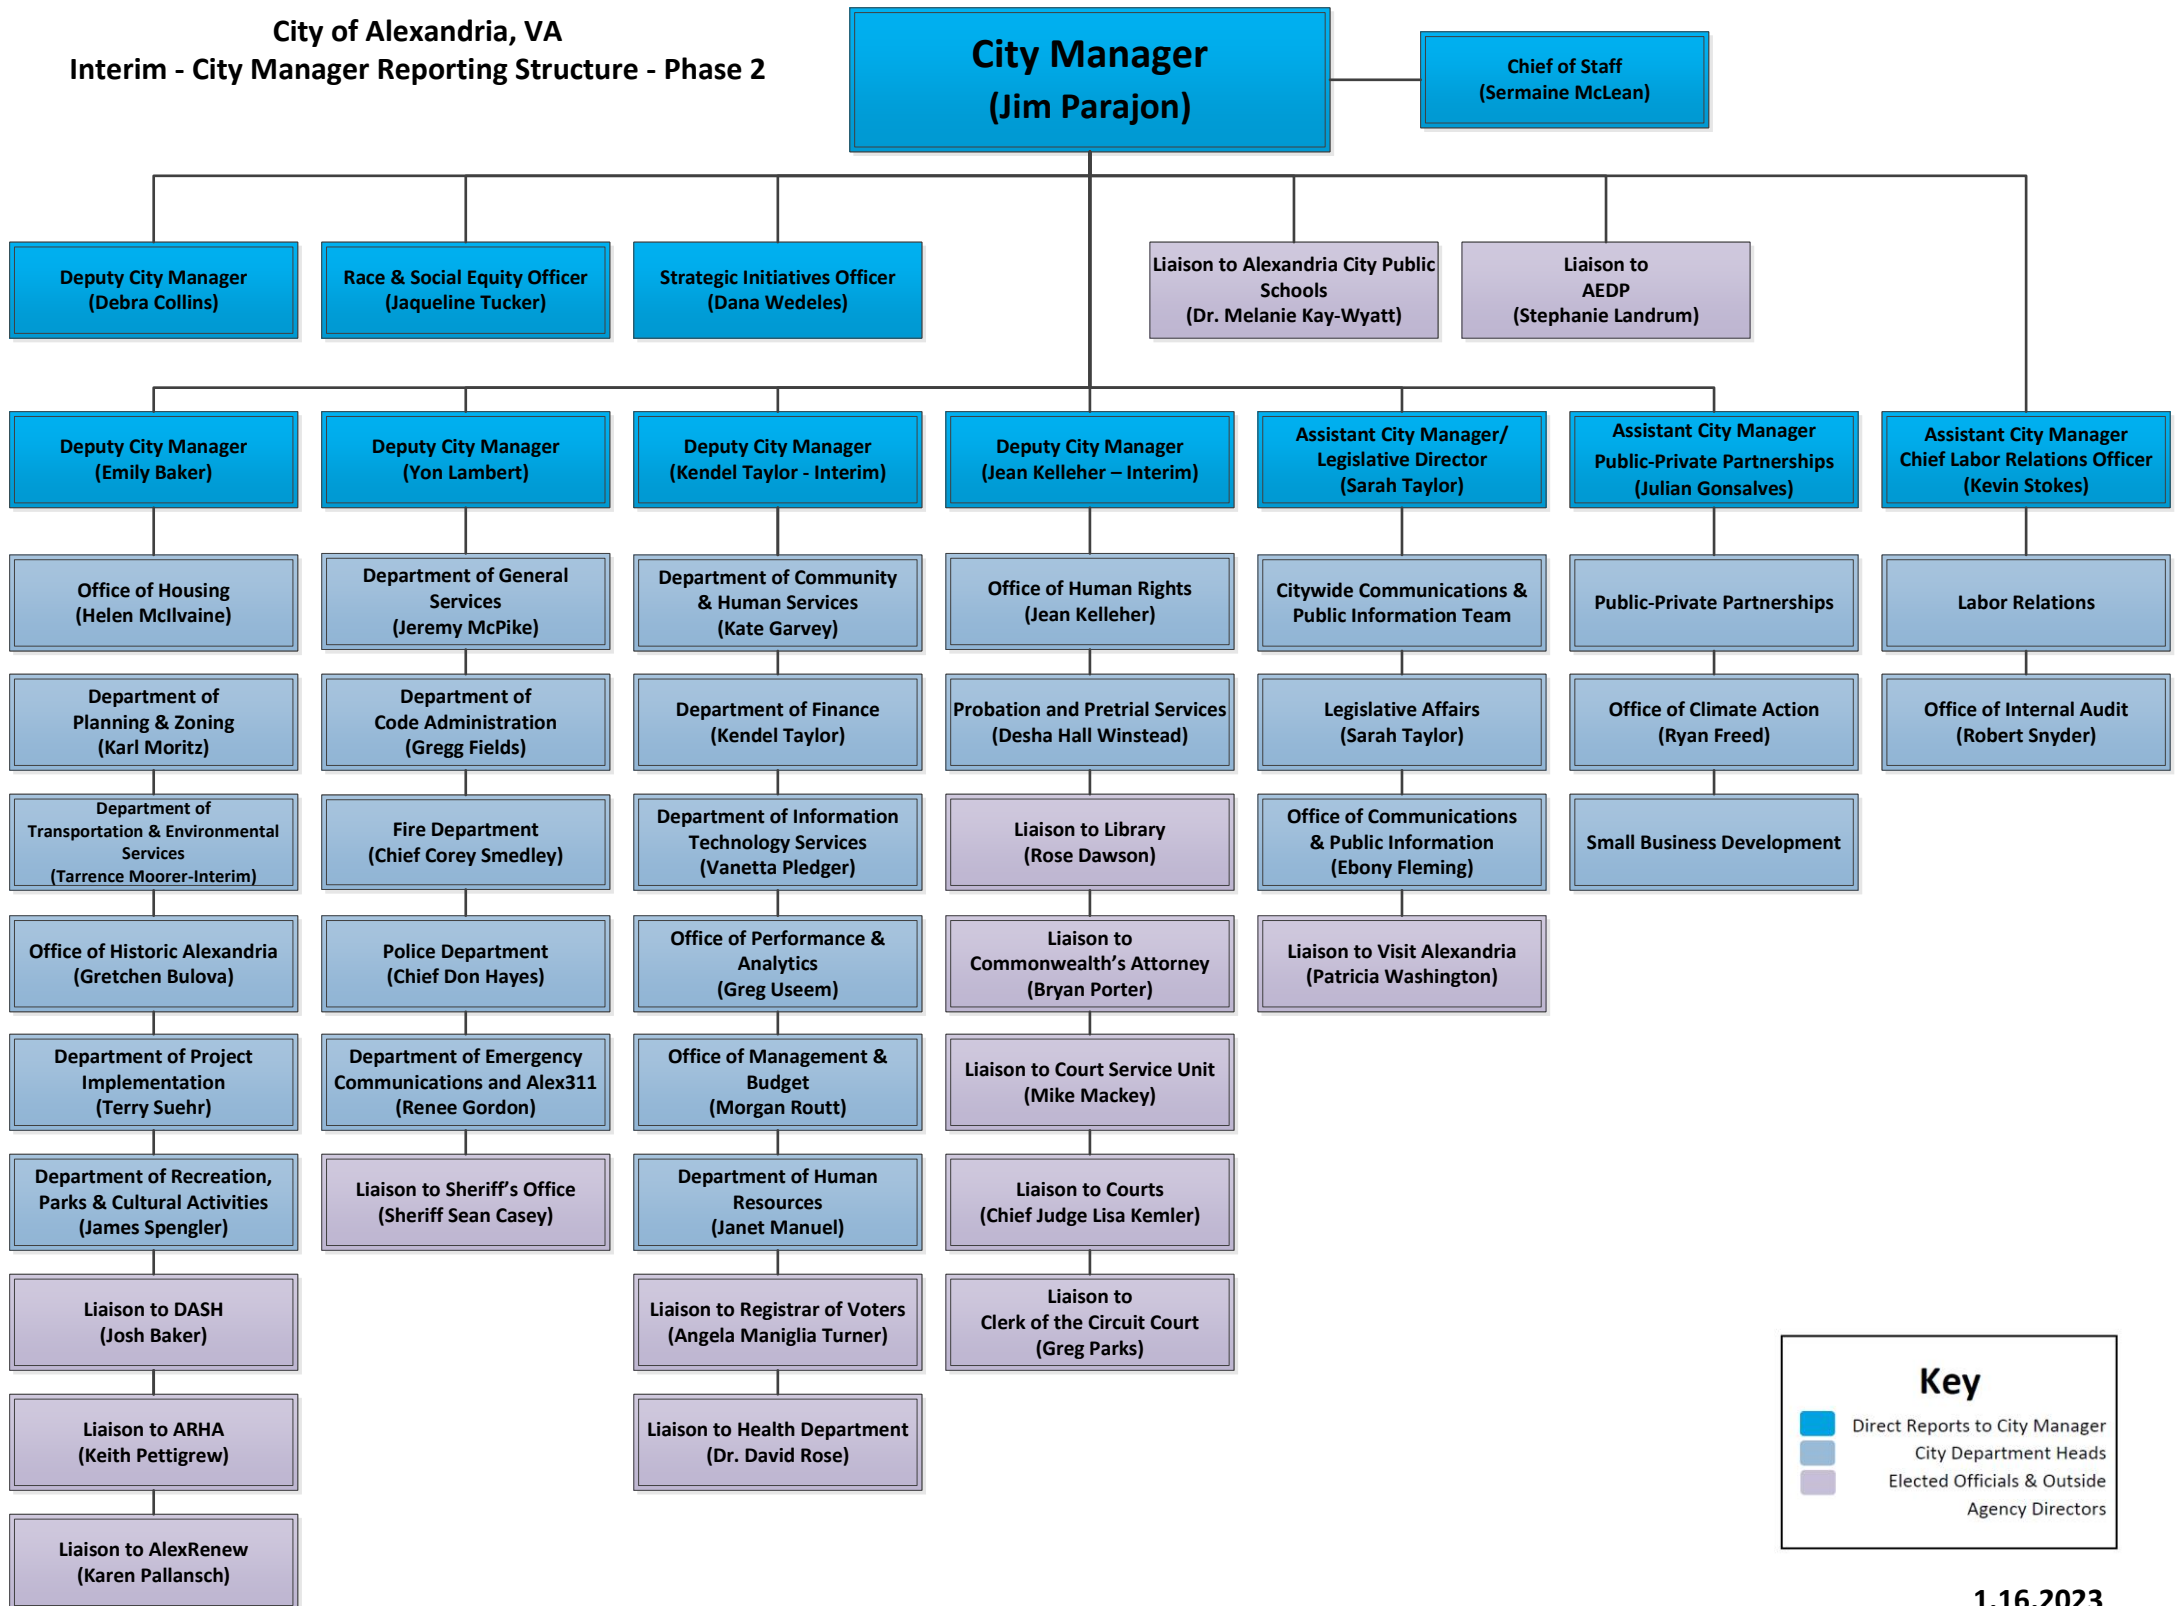 City of Alexandria, VA
Interim - City Manager Reporting Structure - Phase 2
City Manager
(Jim Parajon)
Chief of Staff
(Sermaine McLean)
Deputy City Manager
(Debra Collins)
Race & Social Equity Officer
(Jaqueline Tucker)
Strategic Initiatives Officer
(Dana Wedeles)
Liaison to Alexandria City Public
Schools
(Dr. Melanie Kay-Wyatt)
Liaison to
AEDP
(Stephanie Landrum)
Deputy City Manager
(Emily Baker)
Deputy City Manager
(Yon Lambert)
Deputy City Manager
(Kendel Taylor - Interim)
Deputy City Manager
(Jean Kelleher – Interim)
Assistant City Manager/
Legislative Director
(Sarah Taylor)
Assistant City Manager
Public-Private Partnerships
(Julian Gonsalves)
Assistant City Manager
Chief Labor Relations Officer
(Kevin Stokes)
Office of Housing
(Helen McIlvaine)
Department of General
Services
(Jeremy McPike)
Department of Community
& Human Services
(Kate Garvey)
Office of Human Rights
(Jean Kelleher)
Citywide Communications &
Public Information Team
Public-Private Partnerships
Labor Relations
Department of
Planning & Zoning
(Karl Moritz)
Department of
Code Administration
(Gregg Fields)
Department of Finance
(Kendel Taylor)
Probation and Pretrial Services
(Desha Hall Winstead)
Legislative Affairs
(Sarah Taylor)
Office of Climate Action
(Ryan Freed)
Office of Internal Audit
(Robert Snyder)
Department of
Transportation & Environmental
Services
(Tarrence Moorer-Interim)
Fire Department
(Chief Corey Smedley)
Department of Information
Technology Services
(Vanetta Pledger)
Liaison to Library
(Rose Dawson)
Office of Communications
& Public Information
(Ebony Fleming)
Small Business Development
Office of Historic Alexandria
(Gretchen Bulova)
Police Department
(Chief Don Hayes)
Office of Performance &
Analytics
(Greg Useem)
Liaison to
Commonwealth’s Attorney
(Bryan Porter)
Liaison to Visit Alexandria
(Patricia Washington)
Department of Project
Implementation
(Terry Suehr)
Department of Emergency
Communications and Alex311
(Renee Gordon)
Office of Management &
Budget
(Morgan Routt)
Liaison to Court Service Unit
(Mike Mackey)
Department of Recreation,
Parks & Cultural Activities
(James Spengler)
Liaison to Sheriff’s Office
(Sheriff Sean Casey)
Department of Human
Resources
(Janet Manuel)
Liaison to Courts
(Chief Judge Lisa Kemler)
Liaison to DASH
(Josh Baker)
Liaison to Registrar of Voters
(Angela Maniglia Turner)
Liaison to
Clerk of the Circuit Court
(Greg Parks)
Liaison to ARHA
(Keith Pettigrew)
Liaison to Health Department
(Dr. David Rose)
Liaison to AlexRenew
(Karen Pallansch)
Key
Direct Reports to City Manager
City Department Heads
Elected Officials & Outside
Agency Directors
1.16.2023